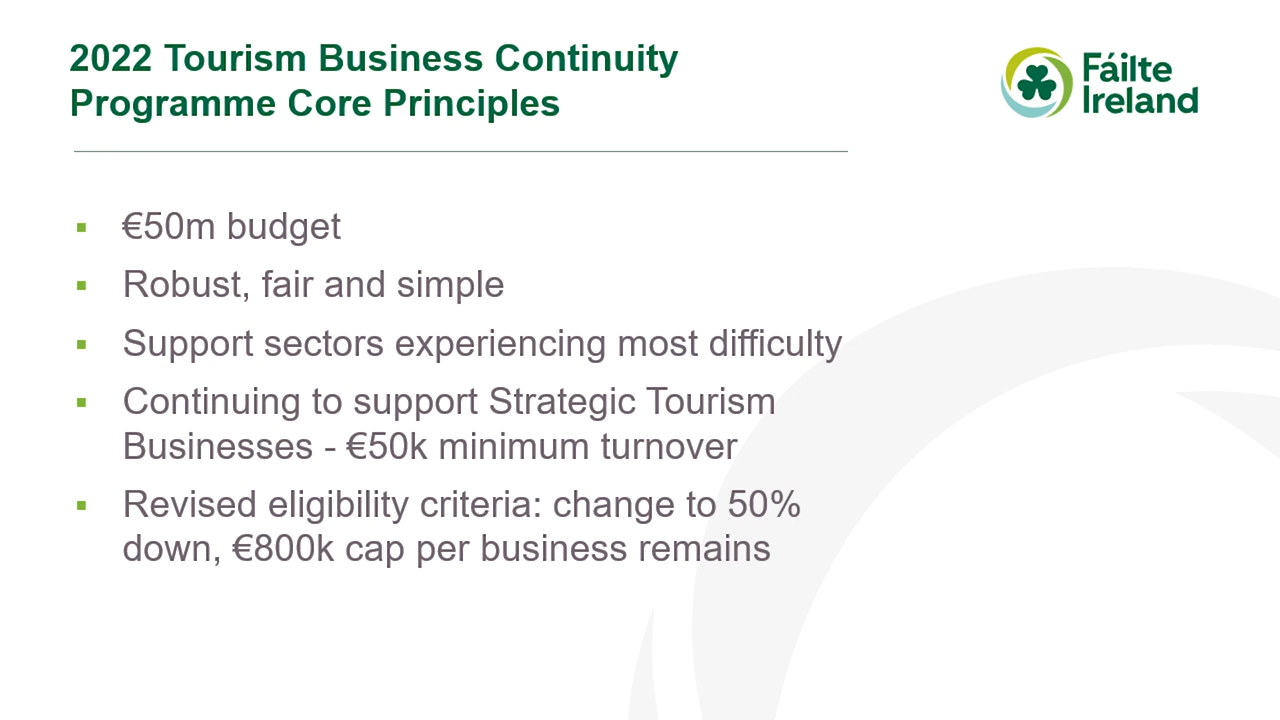 2022 Tourism Business Continuity
Programme Core Principles
Fáilte
Ireland
▪ €50m budget
▪ Robust, fair and simple
▪ Support sectors experiencing most difficulty
▪ Continuing to support Strategic Tourism
Businesses - €50k minimum turnover
▪ Revised eligibility criteria: change to 50%
down, €800k cap per business remains